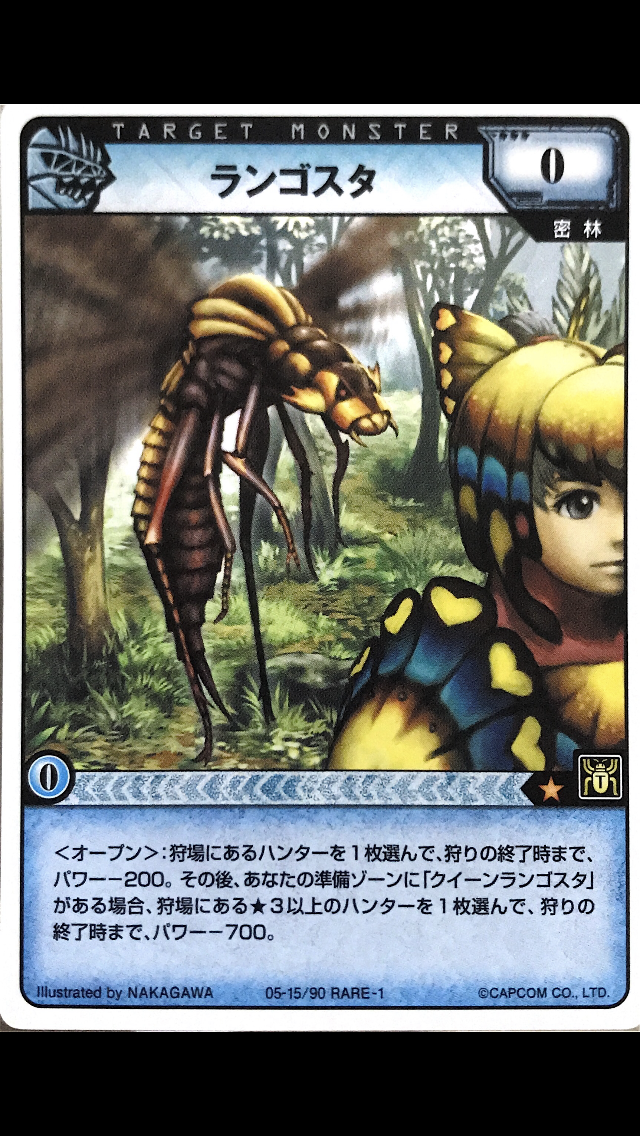 TARGET MONSTER
ランゴスタ
0
密林
0
<オープン>:狩場にあるハンターを1枚選んで、狩りの終了時まで、
パワー－200。その後、あなたの準備ゾーンに「クイーンランゴスタ」
がある場合、狩場にある★3以上のハンターを1枚選んで、狩りの
終了時まで、パワー－700。
Illustrated by NAKAGAWA 05-15/90 RARE-1 ©CAPCOM CO., LTD.